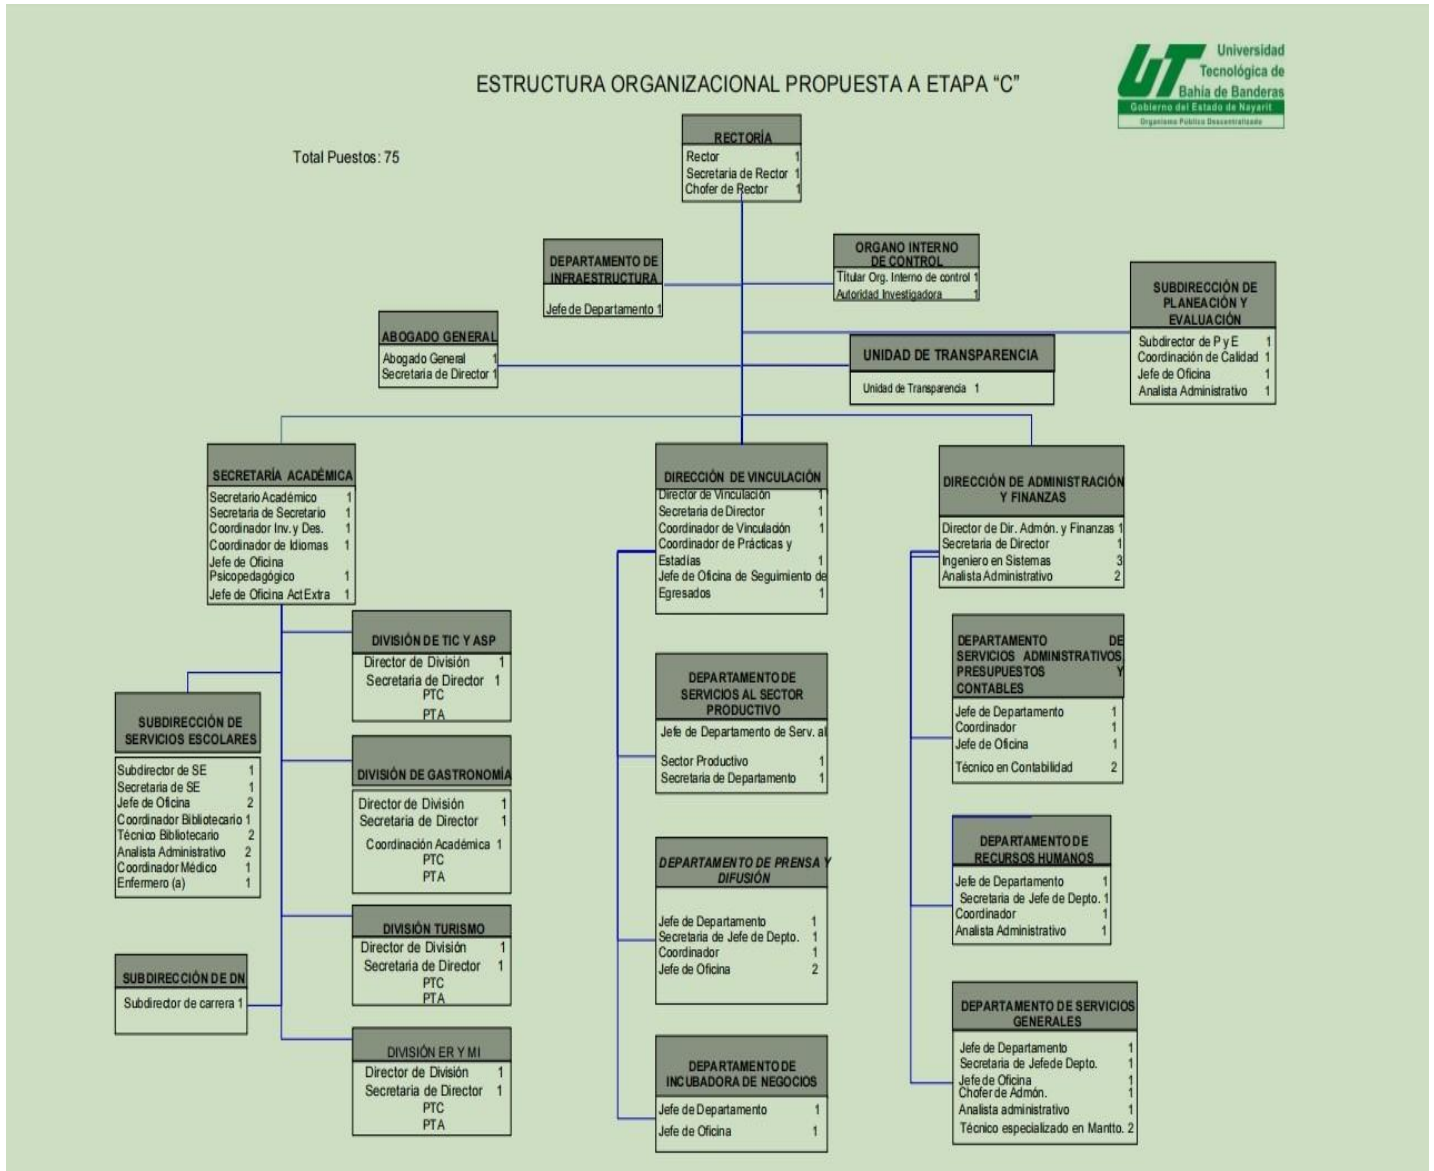 ESTRUCTURA ORGANIZACIONAL PROPUESTA A ETAPA “C”
UT
Universidad
Tecnológica de
Bahía de Banderas
Gobierno del Estado de Nayarit
Organismo Público Descentralizado
Total Puestos: 75
RECTORÍA
Rector 1
Secretaria de Rector 1
Chofer de Rector 1
DEPARTAMENTO DE
INFRAESTRUCTURA
Jefe de Departamento 1
ORGANO INTERNO
DE CONTROL
Titular Org. Interno de control 1
Autoridad Investigadora 1
SUBDIRECCIÓN DE
PLANEACIÓN Y
EVALUACIÓN
Subdirector de P y E 1
Coordinación de Calidad 1
Jefe de Oficina 1
Analista Administrativo 1
ABOGADO GENERAL
Abogado General 1
Secretaria de Director 1
UNIDAD DE TRANSPARENCIA
Unidad de Transparencia 1
SECRETARÍA ACADÉMICA
Secretario Académico 1
Secretaria de Secretario 1
Coordinador Inv. y Des. 1
Coordinador de Idiomas 1
Jefe de Oficina
Psicopedagógico 1
Jefe de Oficina Act Extra 1
DIVISIÓN DE TIC Y ASP
Director de División 1
Secretaria de Director 1
PTC
PTA
SUBDIRECCIÓN DE
SERVICIOS ESCOLARES
Subdirector de SE 1
Secretaria de SE 1
Jefe de Oficina 2
Coordinador Bibliotecario 1
Técnico Bibliotecario 2
Analista Administrativo 2
Coordinador Médico 1
Enfermero (a) 1
DIVISIÓN DE GASTRONOMÍA
Director de División 1
Secretaria de Director 1
Coordinación Académica 1
PTC
PTA
DIVISIÓN TURISMO
Director de División 1
Secretaria de Director 1
PTC
PTA
SUBDIRECCIÓN DE DN
Subdirector de carrera 1
DIVISIÓN ER Y MI
Director de División 1
Secretaria de Director 1
PTC
PTA
DIRECCIÓN DE VINCULACIÓN
Director de Vinculación 1
Secretaria de Director 1
Coordinador de Vinculación 1
Coordinador de Prácticas y
Estadías 1
Jefe de Oficina de Seguimiento de
Egresados 1
DEPARTAMENTO DE
SERVICIOS AL SECTOR
PRODUCTIVO
Jefe de Departamento de Serv. al
Sector Productivo 1
Secretaria de Departamento 1
DEPARTAMENTO DE PRENSA Y
DIFUSIÓN
Jefe de Departamento 1
Secretaria de Jefe de Depto. 1
Coordinador 1
Jefe de Oficina 2
DEPARTAMENTO DE
INCUBADORA DE NEGOCIOS
Jefe de Departamento 1
Jefe de Oficina 1
DIRECCIÓN DE ADMINISTRACIÓN
Y FINANZAS
Director de Dir. Admón. y Finanzas 1
Secretaria de Director 1
Ingeniero en Sistemas 3
Analista Administrativo 2
DEPARTAMENTO DE
SERVICIOS ADMINISTRATIVOS
PRESUPUESTOS Y
CONTABLES
Jefe de Departamento 1
Coordinador 1
Jefe de Oficina 1
Técnico en Contabilidad 2
DEPARTAMENTO DE
RECURSOS HUMANOS
Jefe de Departamento 1
Secretaria de Jefe de Depto. 1
Coordinador 1
Analista Administrativo 1
DEPARTAMENTO DE SERVICIOS
GENERALES
Jefe de Departamento 1
Secretaria de Jefede Depto. 1
Jefe de Oficina 1
Chofer de Admón. 1
Analista administrativo 1
Técnico especializado en Mantto. 2